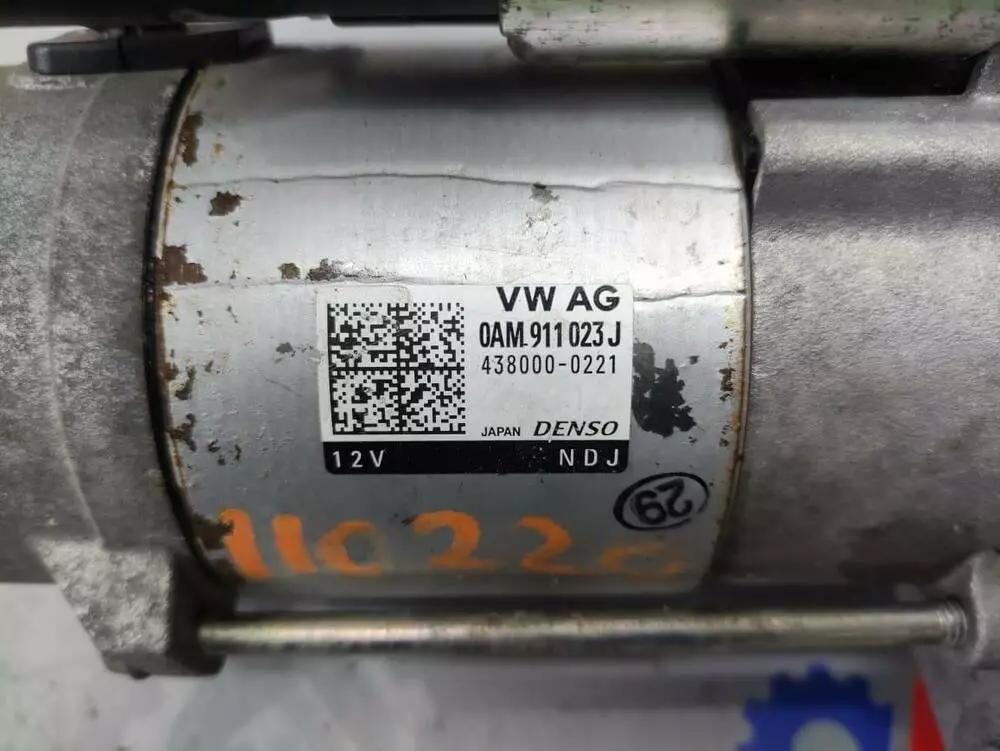 VW AG
0AM.911 023 J
438000-0221
JAPAN DENSO
12V NDJ
29